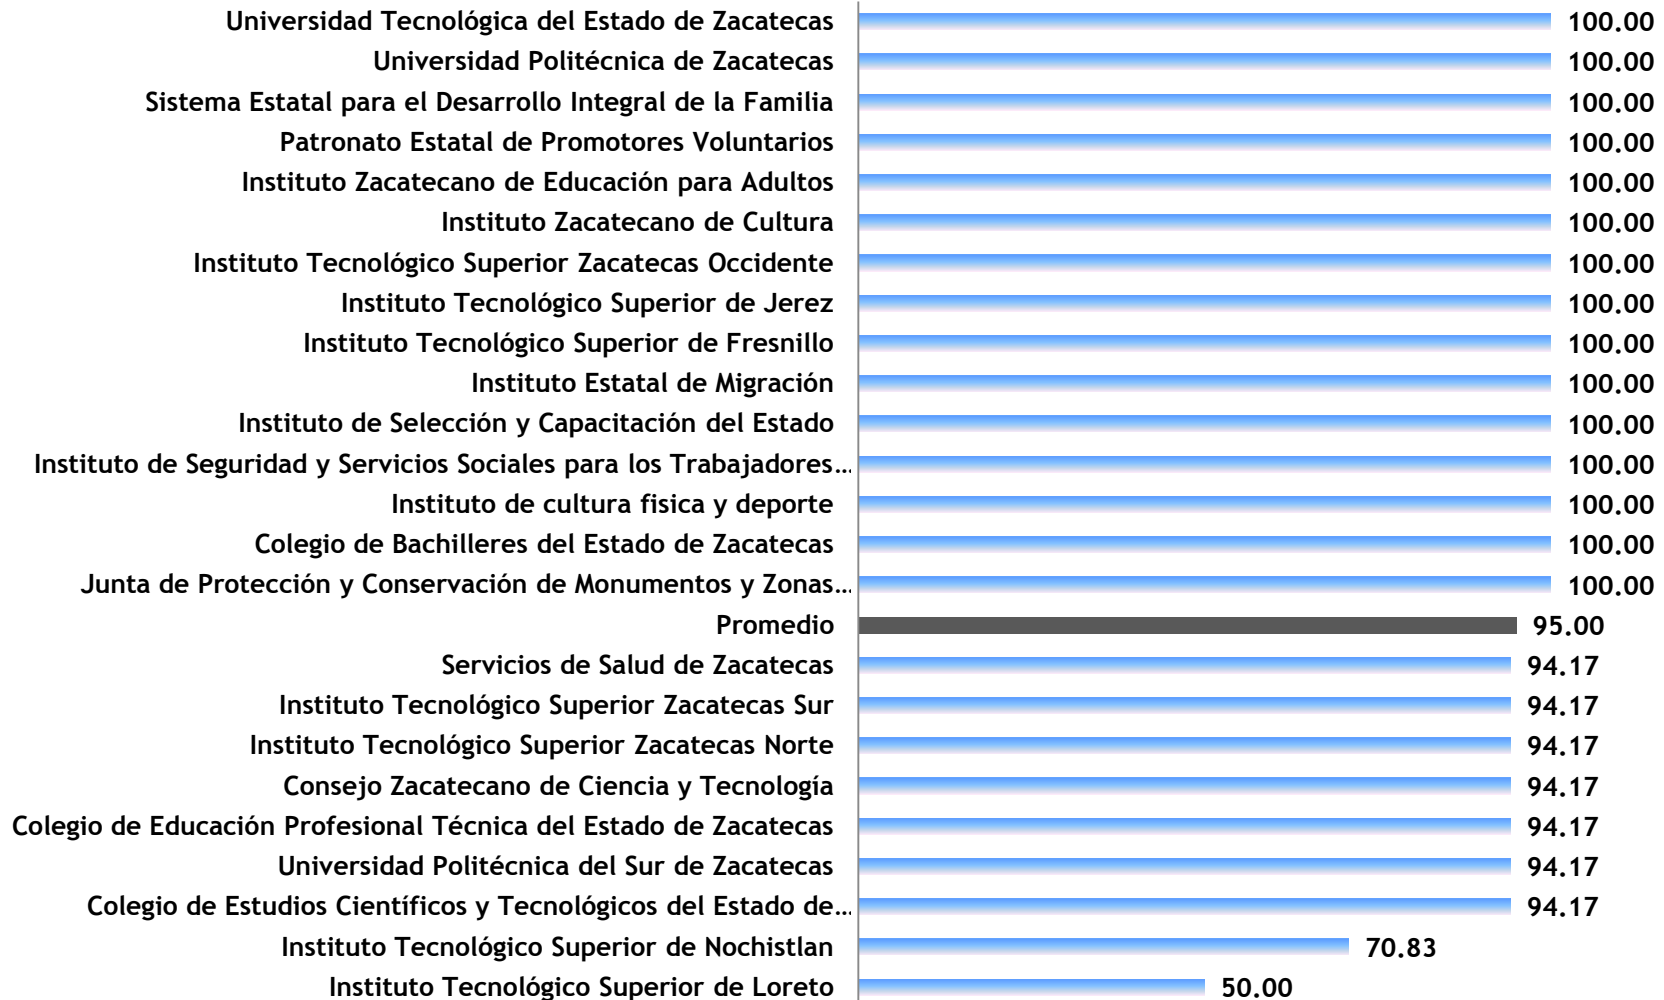 Universidad Tecnológica del Estado de Zacatecas 100.00
Universidad Politécnica de Zacatecas 100.00
Sistema Estatal para el Desarrollo Integral de la Familia 100.00
Patronato Estatal de Promotores Voluntarios 100.00
Instituto Zacatecano de Educación para Adultos 100.00
Instituto Zacatecano de Cultura 100.00
Instituto Tecnológico Superior Zacatecas Occidente 100.00
Instituto Tecnológico Superior de Jerez 100.00
Instituto Tecnológico Superior de Fresnillo 100.00
Instituto Estatal de Migración 100.00
Instituto de Selección y Capacitación del Estado 100.00
Instituto de Seguridad y Servicios Sociales para los Trabajadores… 100.00
Instituto de cultura fisica y deporte 100.00
Colegio de Bachilleres del Estado de Zacatecas 100.00
Junta de Protección y Conservación de Monumentos y Zonas… 100.00
Promedio 95.00
Servicios de Salud de Zacatecas 94.17
Instituto Tecnológico Superior Zacatecas Sur 94.17
Instituto Tecnológico Superior Zacatecas Norte 94.17
Consejo Zacatecano de Ciencia y Tecnología 94.17
Colegio de Educación Profesional Técnica del Estado de Zacatecas 94.17
Universidad Politécnica del Sur de Zacatecas 94.17
Colegio de Estudios Científicos y Tecnológicos del Estado de… 94.17
Instituto Tecnológico Superior de Nochistlan 70.83
Instituto Tecnológico Superior de Loreto 50.00